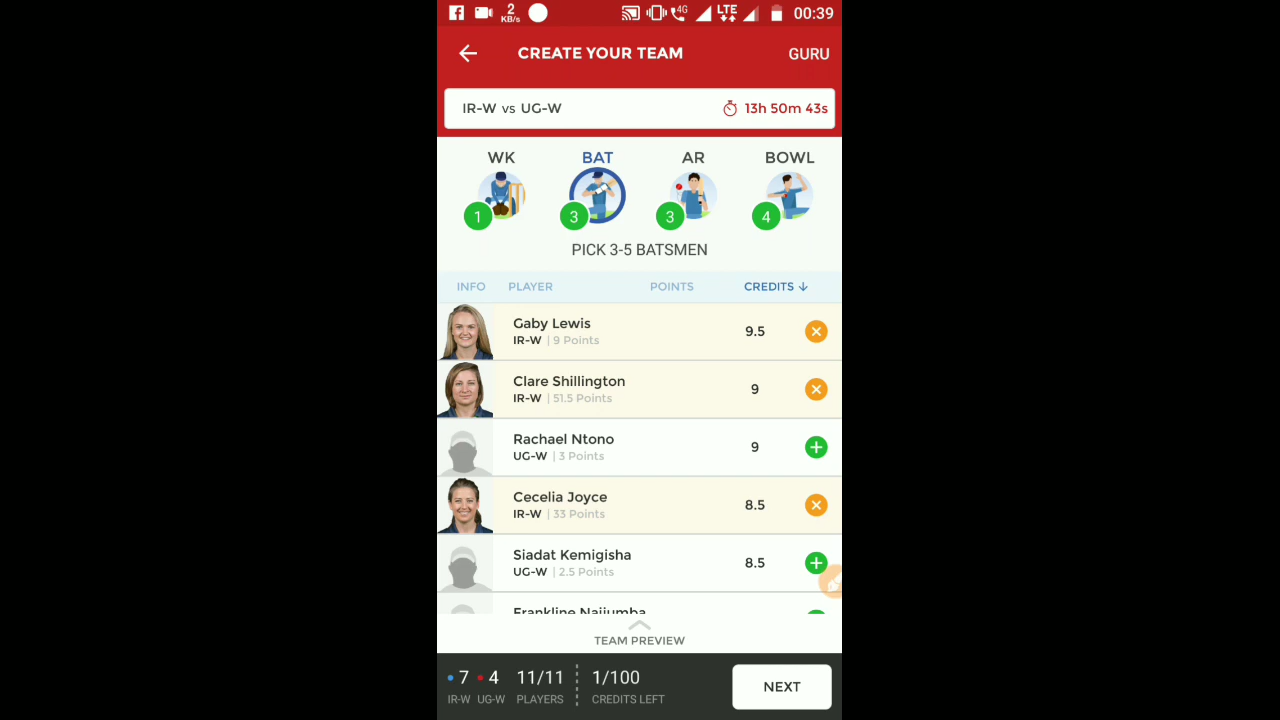 2
KB/s
4G
LTE
00:39
CREATE YOUR TEAM
GURU
IR-W vs UG-W
13h 50m 43s
WK BAT AR BOWL
1 3 3 4
PICK 3-5 BATSMEN
INFO PLAYER POINTS CREDITS
Gaby Lewis
IR-W | 9 Points
9.5
Clare Shillington
IR-W | 51.5 Points
9
Rachael Ntono
UG-W | 3 Points
9
Cecelia Joyce
IR-W | 33 Points
8.5
Siadat Kemigisha
UG-W | 2.5 Points
8.5
Frankline Najjumba
TEAM PREVIEW
7 4 11/11 1/100
IR-W UG-W PLAYERS CREDITS LEFT
NEXT